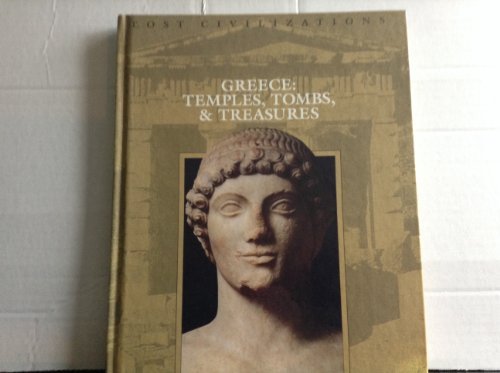 LOST CIVILIZATIONS
GREECE:
TEMPLES, TOMBS,
& TREASURES